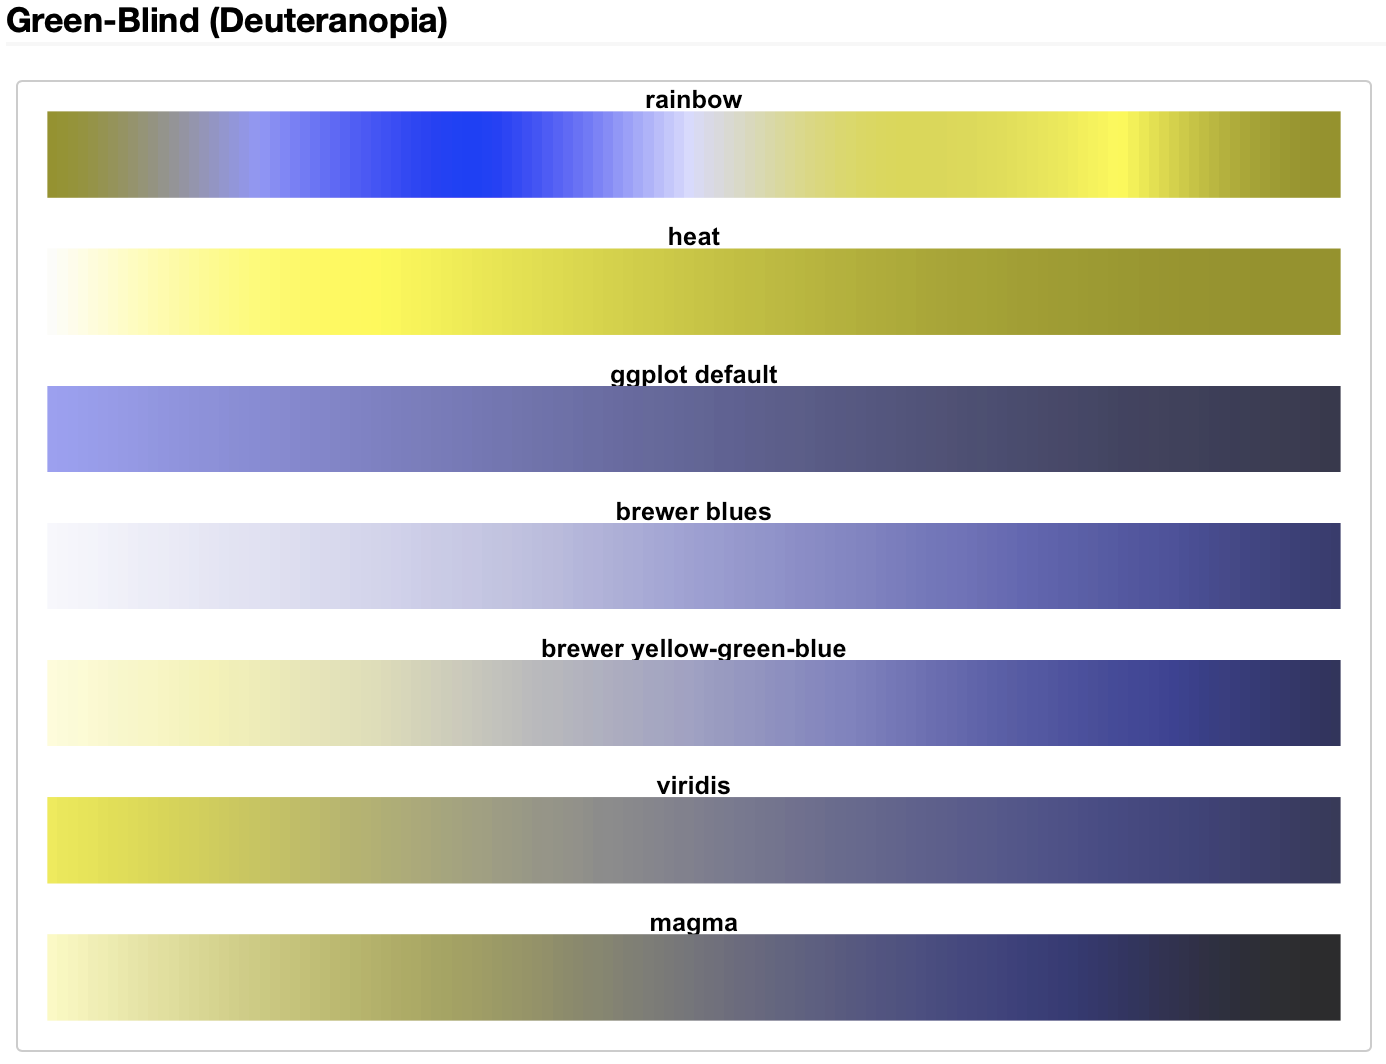 Green-Blind (Deuteranopia)
rainbow
heat
ggplot default
brewer blues
brewer yellow-green-blue
viridis
magma